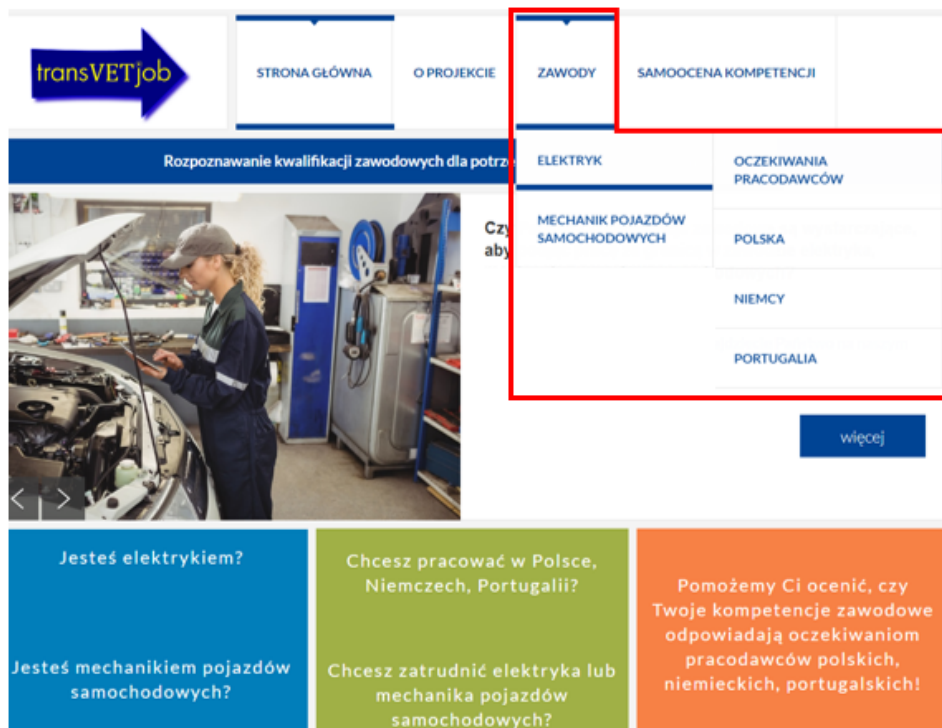 transVETjob
STRONA GŁÓWNA
O PROJEKCIE
ZAWODY
SAMOOCENA KOMPETENCJI
Rozpoznawanie kwalifikacji zawodowych dla
ELEKTRYK
MECHANIK POJAZDÓW
SAMOCHODOWYCH
OCZEKIWANIA
PRACODAWCÓW
POLSKA
NIEMCY
PORTUGALIA
aby
więcej
Jesteś elektrykiem?
Jesteś mechanikiem pojazdów
samochodowych?
Chcesz pracować w Polsce,
Niemczech, Portugalii?
Chcesz zatrudnić elektryka lub
mechanika pojazdów
samochodowych?
Pomożemy Ci ocenić, czy
Twoje kompetencje zawodowe
odpowiadają oczekiwaniom
pracodawców polskich,
niemieckich, portugalskich!